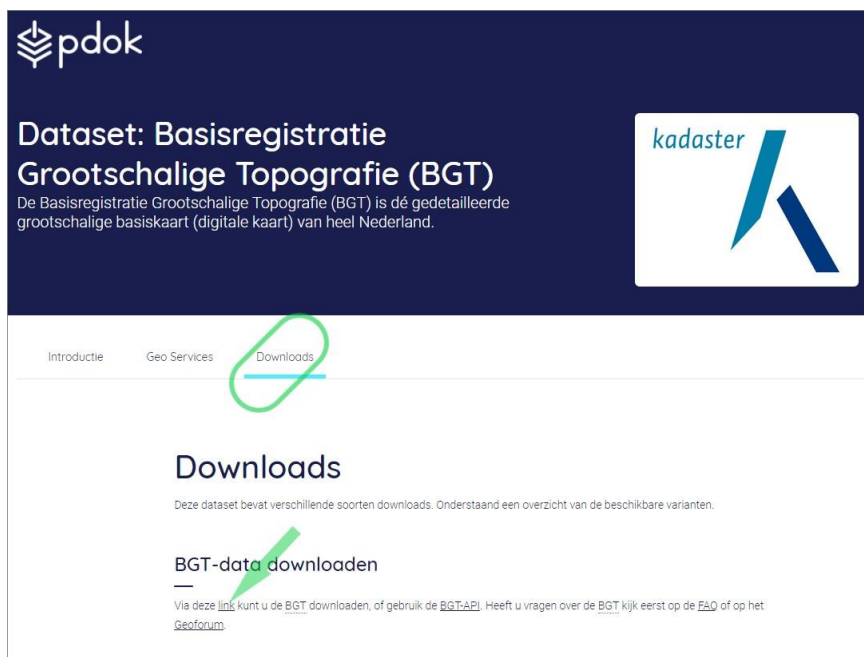 pdok
Dataset: Basisregistratie
Grootschalige Topografie (BGT)
De Basisregistratie Grootschalige Topografie (BGT) is dé gedetailleerde
grootschalige basiskaart (digitale kaart) van heel Nederland.
kadaster
Introductie Geo Services Downloads
Downloads
Deze dataset bevat verschillende soorten downloads. Onderstaand een overzicht van de beschikbare varianten.
BGT-data downloaden
Via deze link kunt u de BGT downloaden, of gebruik de BGT-API. Heeft u vragen over de BGT kijk eerst op de FAQ of op het
Geoforum.